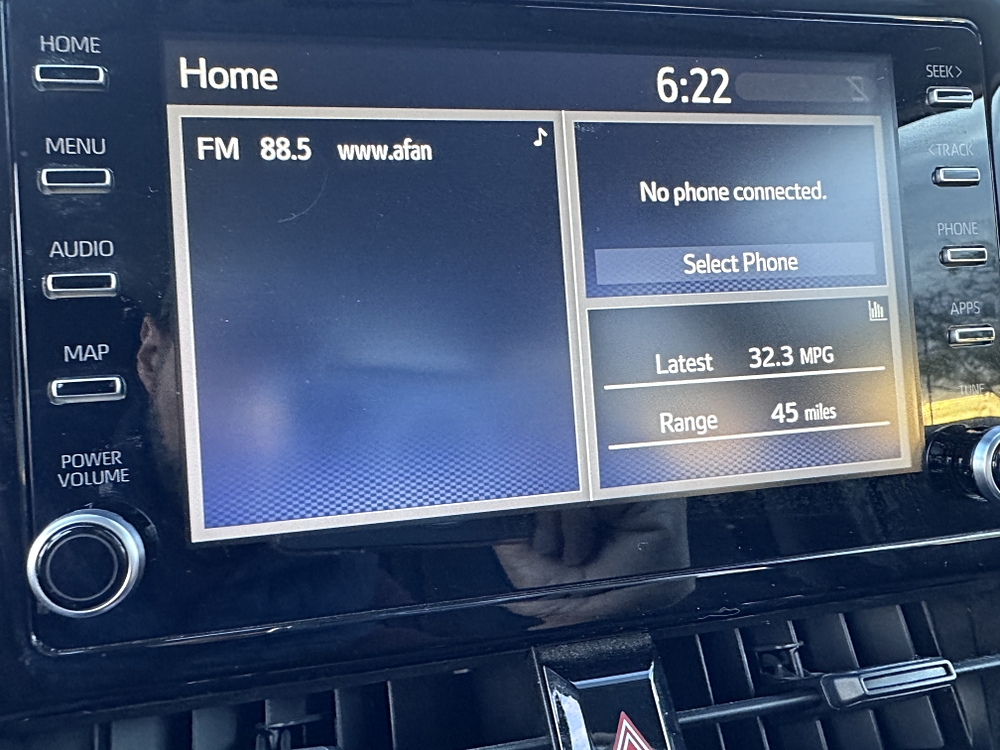 HOME
MENU
AUDIO
MAP
POWER
VOLUME
Home
6:22
FM 88.5 www.afan
No phone connected.
Select Phone
Latest 32.3 MPG
Range 45 miles
SEEK>
<TRACK
PHONE
APPS
TUNE